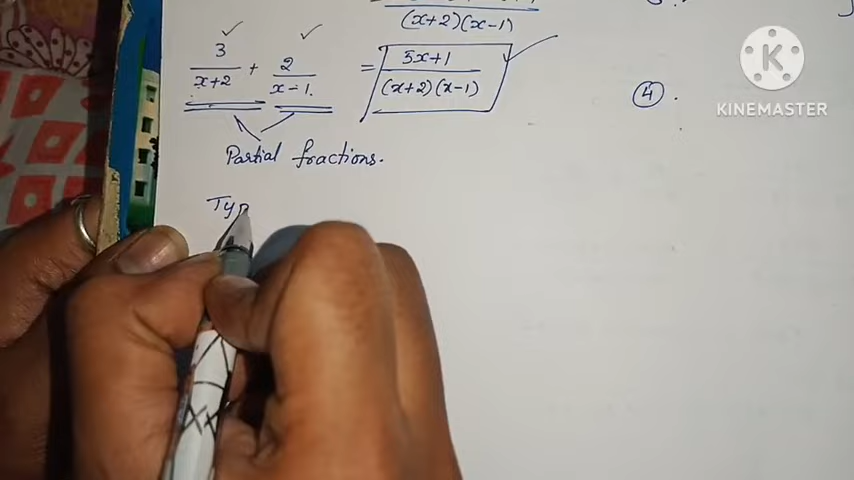 (x+2)(x-1)
3/(x+2) + 2/(x-1) = 5x+1/(x+2)(x-1)
4.
Partial fractions.
Typ
K
KINEMASTER